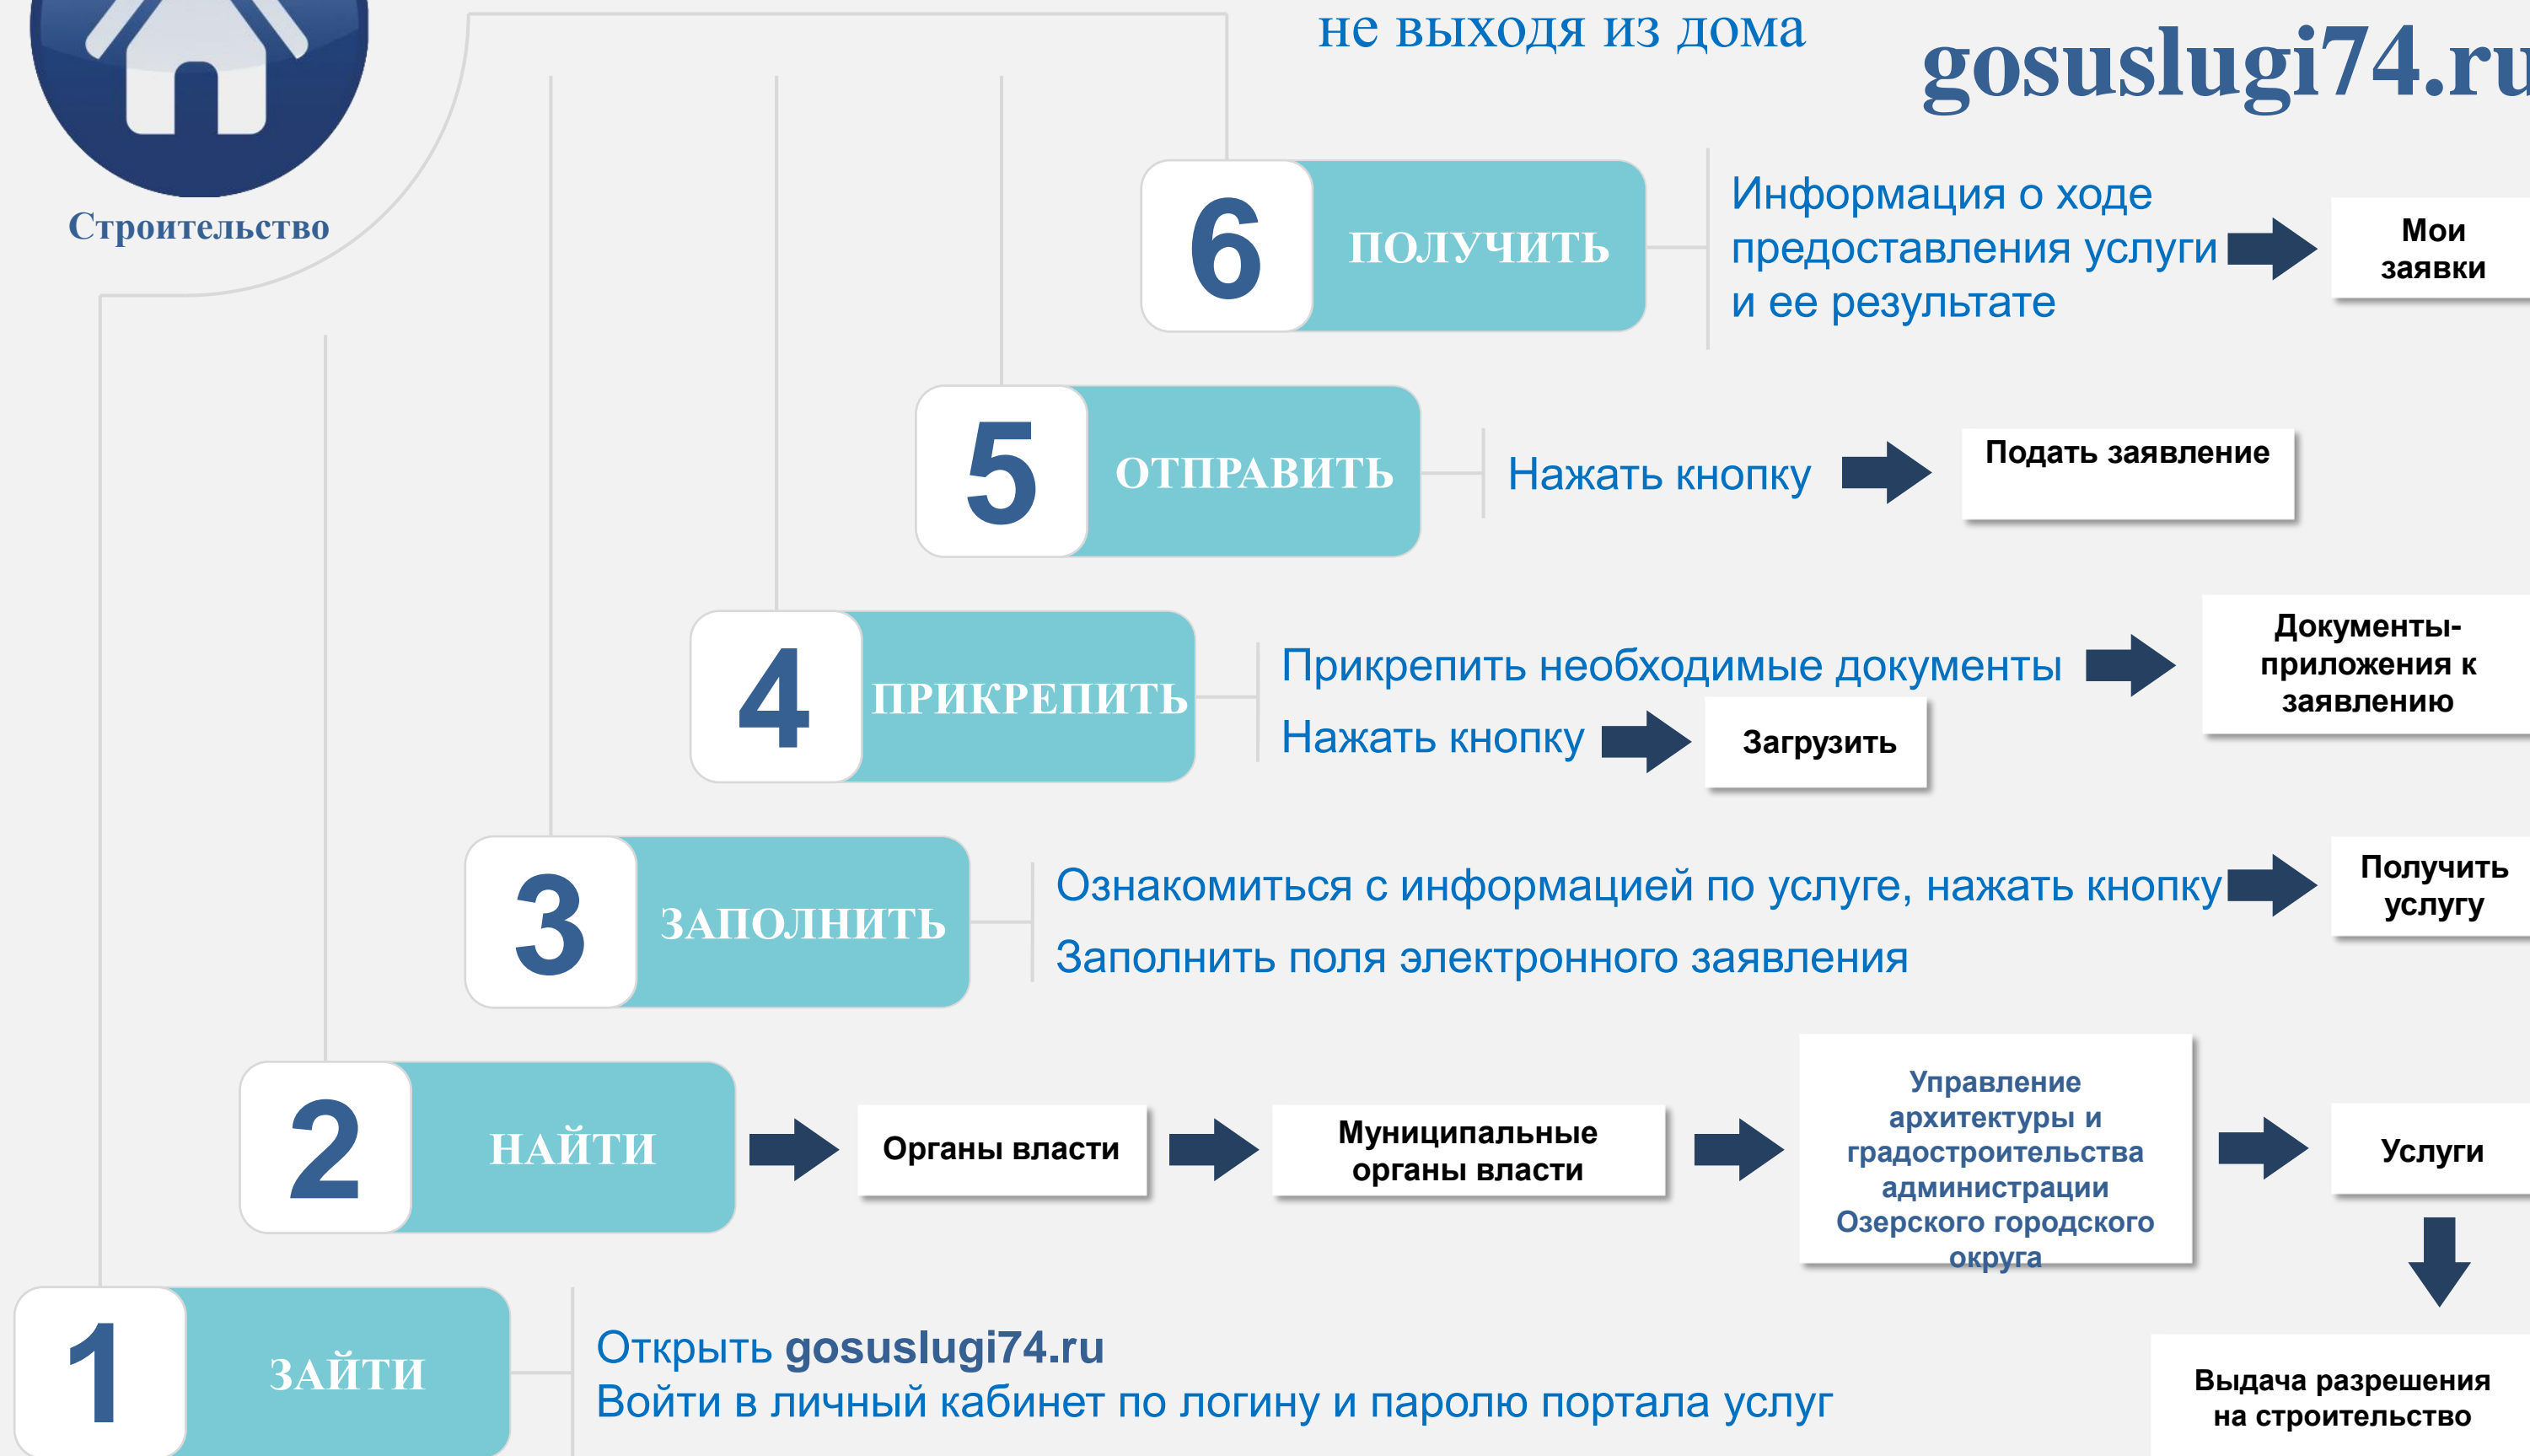 не выходя из дома
gosuslugi74.ru
Строительство
6
ПОЛУЧИТЬ
Информация о ходе
предоставления услуги
и ее результате
Мои
заявки
5
ОТПРАВИТЬ
Нажать кнопку
Подать заявление
4
ПРИКРЕПИТЬ
Прикрепить необходимые документы
Документы-
приложения к
заявлению
Нажать кнопку
Загрузить
3
ЗАПОЛНИТЬ
Ознакомиться с информацией по услуге, нажать кнопку
Получить
услугу
Заполнить поля электронного заявления
2
НАЙТИ
Органы власти
Муниципальные
органы власти
Управление
архитектуры и
градостроительства
администрации
Озерского городского
округа
Услуги
1
ЗАЙТИ
Открыть gosuslugi74.ru
Войти в личный кабинет по логину и паролю портала услуг
Выдача разрешения
на строительство